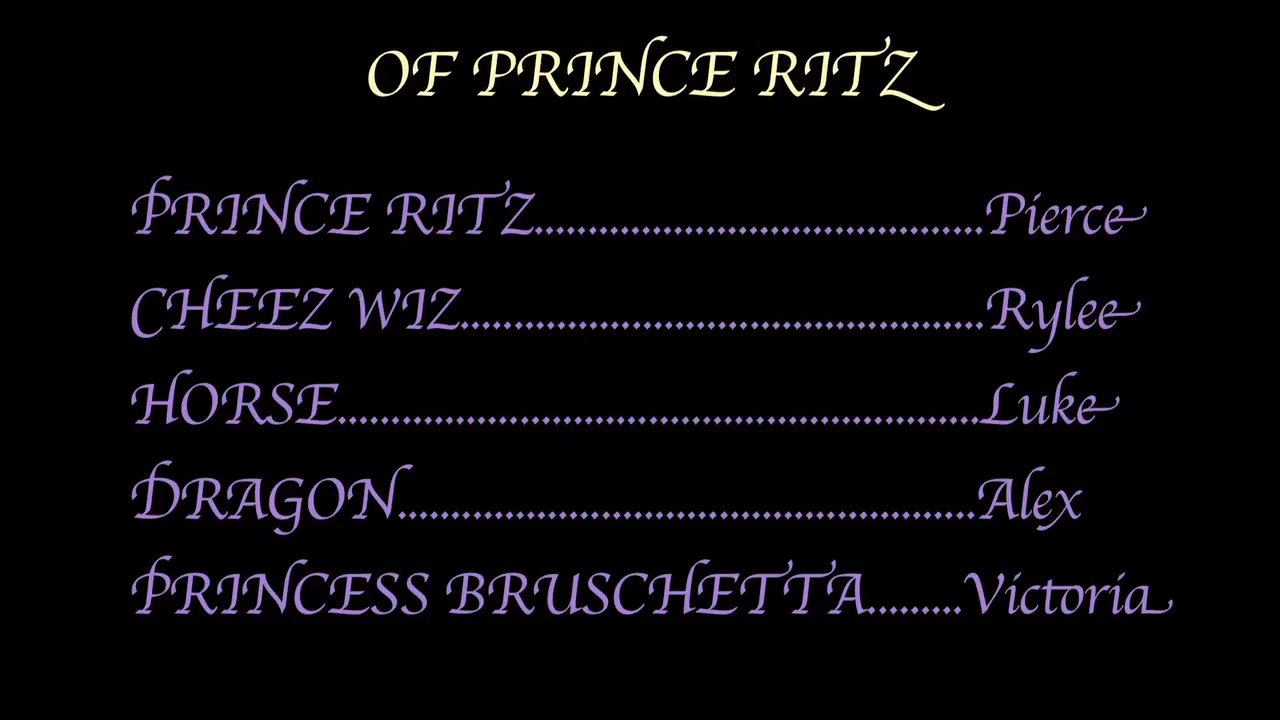 OF PRINCE RITZ
PRINCE RITZ...........................................Pierce
CHEEZ WIZ..................................................Rylee
HORSE.............................................................Luke
DRAGON.......................................................Alex
PRINCESS BRUSCHETTA.........Victoria